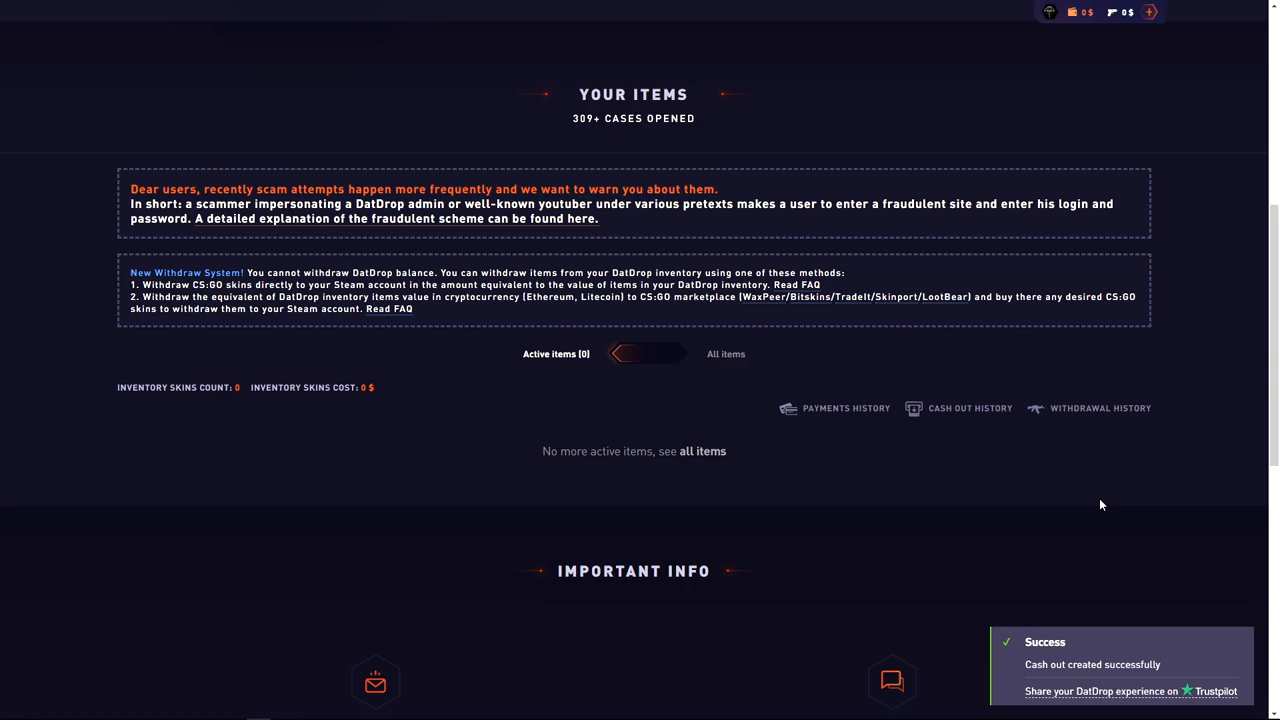 0 $ 0 $
YOUR ITEMS
309+ CASES OPENED
Dear users, recently scam attempts happen more frequently and we want to warn you about them.
In short: a scammer impersonating a DatDrop admin or well-known youtuber under various pretexts makes a user to enter a fraudulent site and enter his login and
password. A detailed explanation of the fraudulent scheme can be found here.
New Withdraw System! You cannot withdraw DatDrop balance. You can withdraw items from your DatDrop inventory using one of these methods:
1. Withdraw CS:GO skins directly to your Steam account in the amount equivalent to the value of items in your DatDrop inventory. Read FAQ
2. Withdraw the equivalent of DatDrop inventory items value in cryptocurrency (Ethereum, Litecoin) to CS:GO marketplace (WaxPeer/Bitskins/TradeIt/Skinport/LootBear) and buy there any desired CS:GO
skins to withdraw them to your Steam account. Read FAQ
Active items (0) All items
INVENTORY SKINS COUNT: 0 INVENTORY SKINS COST: 0 $
PAYMENTS HISTORY CASH OUT HISTORY WITHDRAWAL HISTORY
No more active items, see all items
IMPORTANT INFO
Success
Cash out created successfully
Share your DatDrop experience on Trustpilot